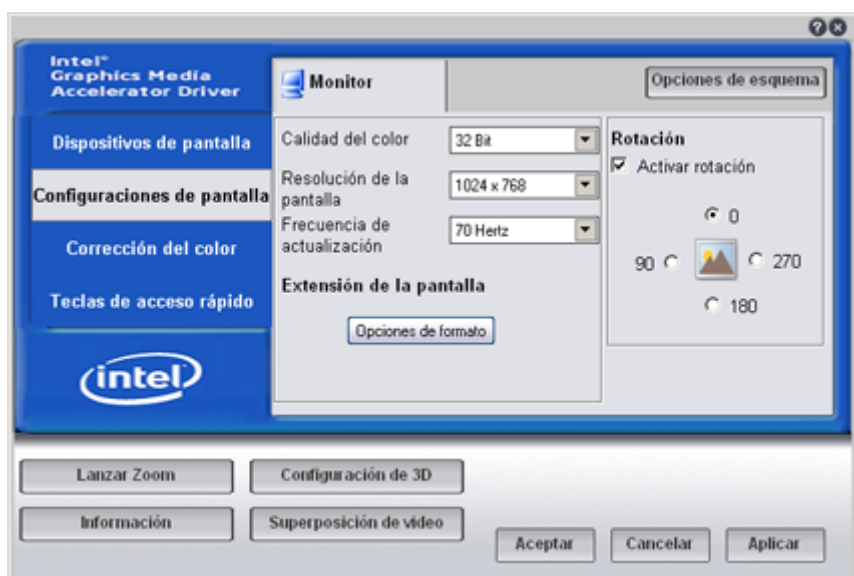 Intel®
Graphics Media
Accelerator Driver
Monitor
Opciones de esquema
Dispositivos de pantalla
Configuraciones de pantalla
Corrección del color
Teclas de acceso rápido
intel
Calidad del color
32 Bit
Resolución de la
pantalla
1024 x 768
Frecuencia de
actualización
70 Hertz
Extensión de la pantalla
Opciones de formato
Rotación
Activar rotación
0
90
270
180
Lanzar Zoom
Configuración de 3D
Información
Superposición de vídeo
Aceptar
Cancelar
Aplicar